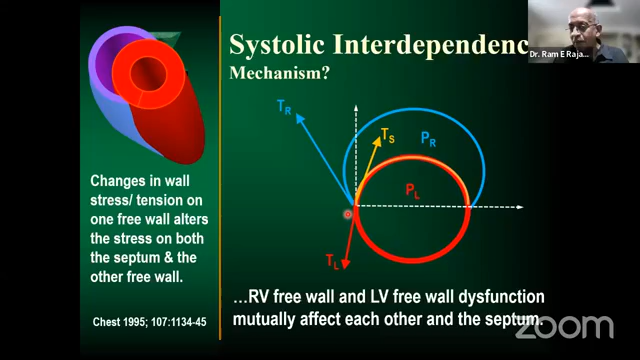 Systolic Interdependenc
Mechanism?
Dr. Ram E Raja...
T_R
T_S
P_R
P_L
T_L
Changes in wall
stress/ tension on
one free wall alters
the stress on both
the septum & the
other free wall.
Chest 1995; 107:1134-45
...RV free wall and LV free wall dysfunction
mutually affect each other and the septum.
zoom